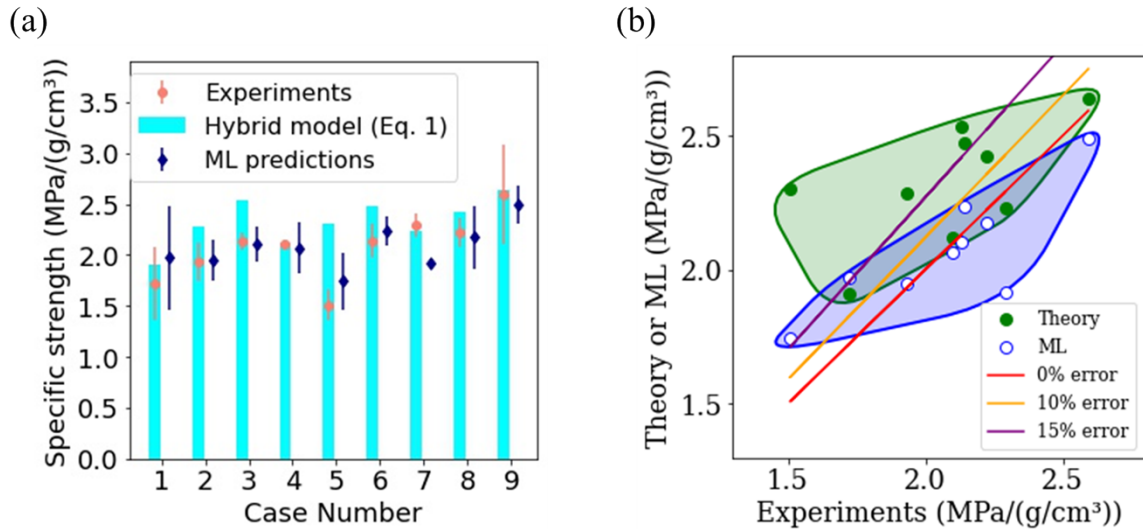 (a)
Specific strength (MPa/(g/cm³))
3.5
3.0
2.5
2.0
1.5
1.0
0.5
0.0
Experiments
Hybrid model (Eq. 1)
ML predictions
1 2 3 4 5 6 7 8 9
Case Number
(b)
Theory or ML (MPa/(g/cm³))
2.5
2.0
1.5
Theory
ML
0% error
10% error
15% error
1.5 2.0 2.5
Experiments (MPa/(g/cm³))